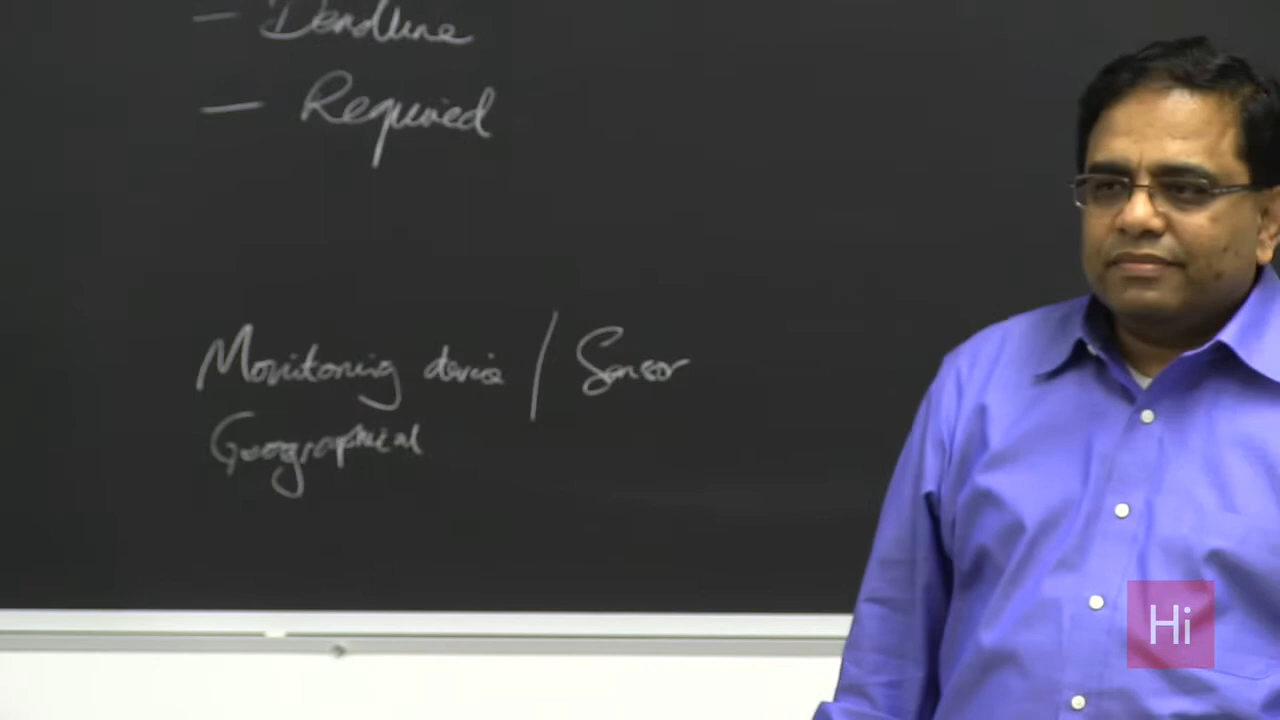 - Deadline
- Required
Monitoring device / Sensor
Geographical
Hi